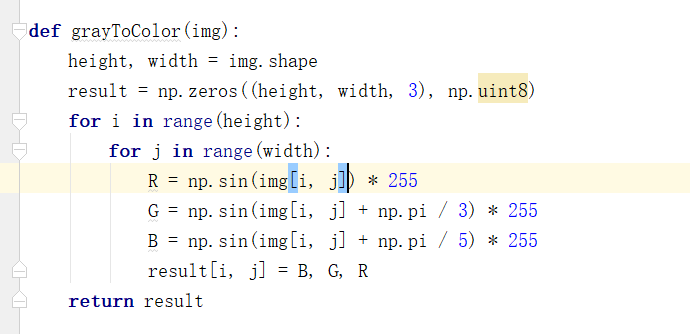 def grayToColor(img):
    height, width = img.shape
    result = np.zeros((height, width, 3), np.uint8)
    for i in range(height):
        for j in range(width):
            R = np.sin(img[i, j]) * 255
            G = np.sin(img[i, j] + np.pi / 3) * 255
            B = np.sin(img[i, j] + np.pi / 5) * 255
            result[i, j] = B, G, R
    return result